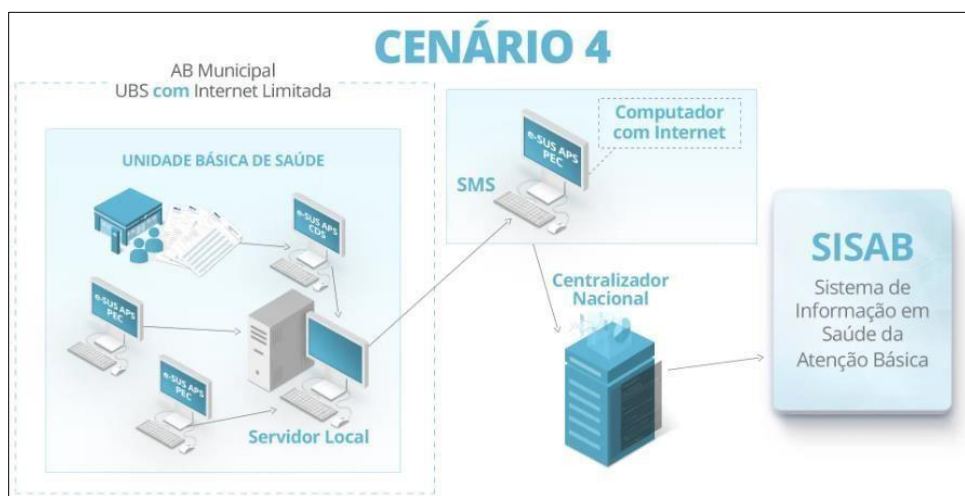 CENÁRIO 4
AB Municipal
UBS com Internet Limitada
UNIDADE BÁSICA DE SAÚDE
e-SUS APS
CDS
e-SUS APS
PEC
e-SUS APS
PEC
Servidor Local
e-SUS APS
PEC
Computador
com Internet
SMS
Centralizador
Nacional
SISAB
Sistema de
Informação em
Saúde da
Atenção Básica